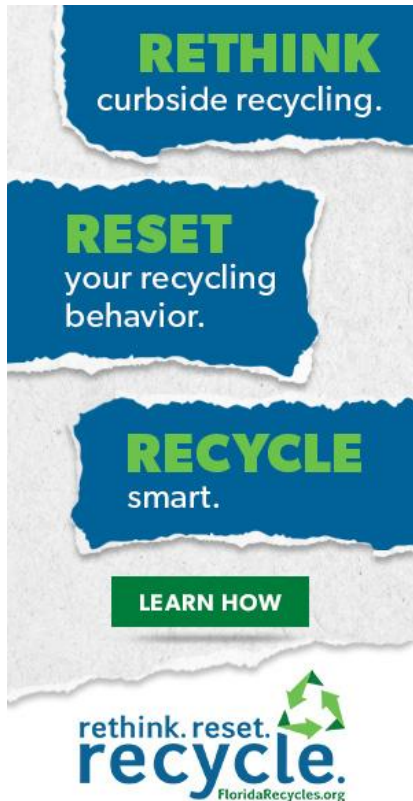 RETHINK
curbside recycling.
RESET
your recycling
behavior.
RECYCLE
smart.
LEARN HOW
rethink. reset.
recycle.
FloridaRecycles.org